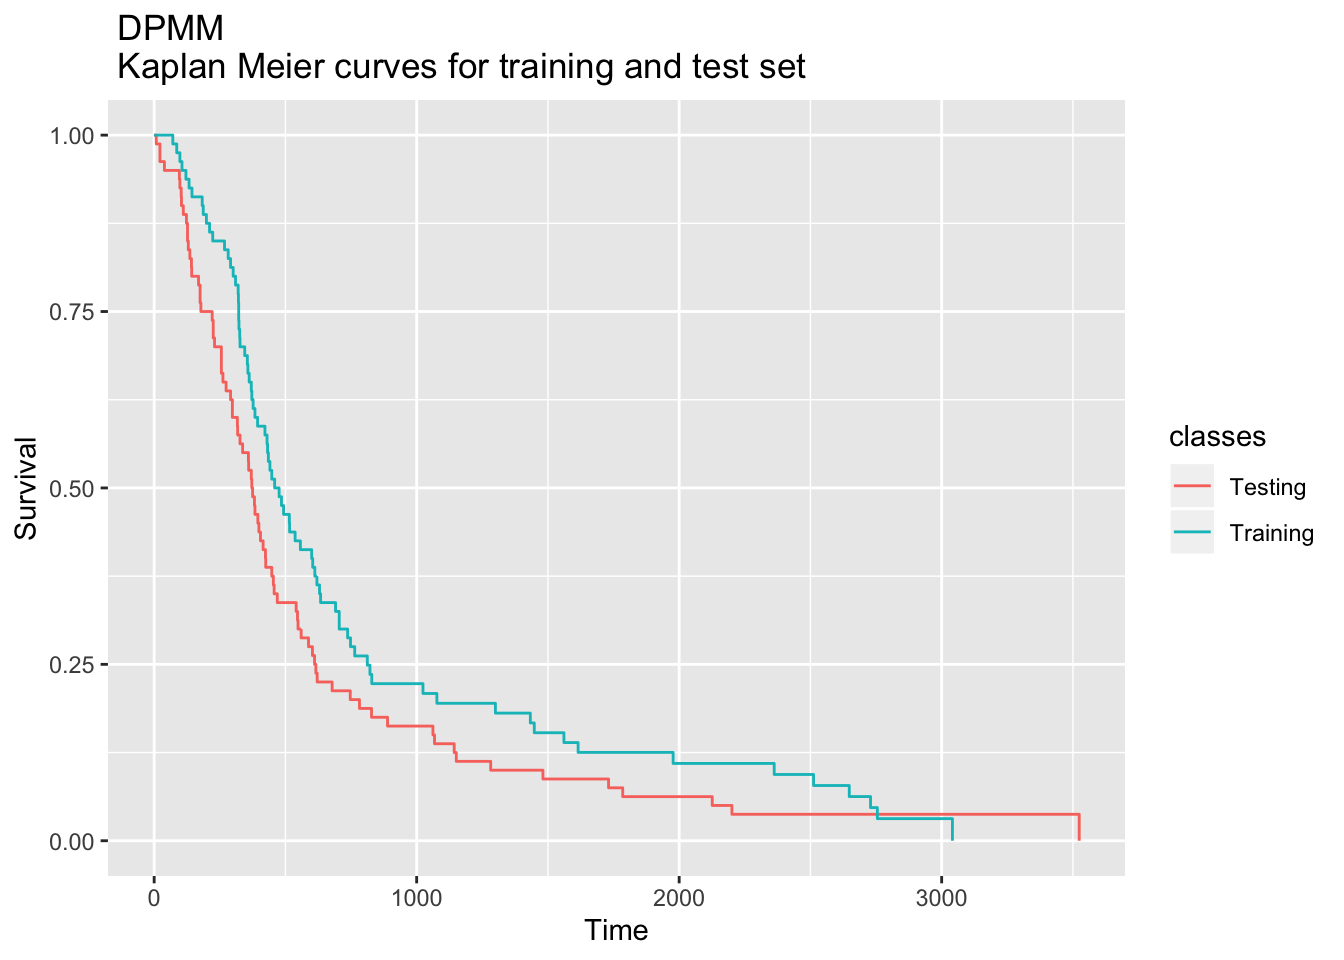 DPMM
Kaplan Meier curves for training and test set
Survival
1.00
0.75
0.50
0.25
0.00
0
1000
2000
3000
Time
classes
Testing
Training